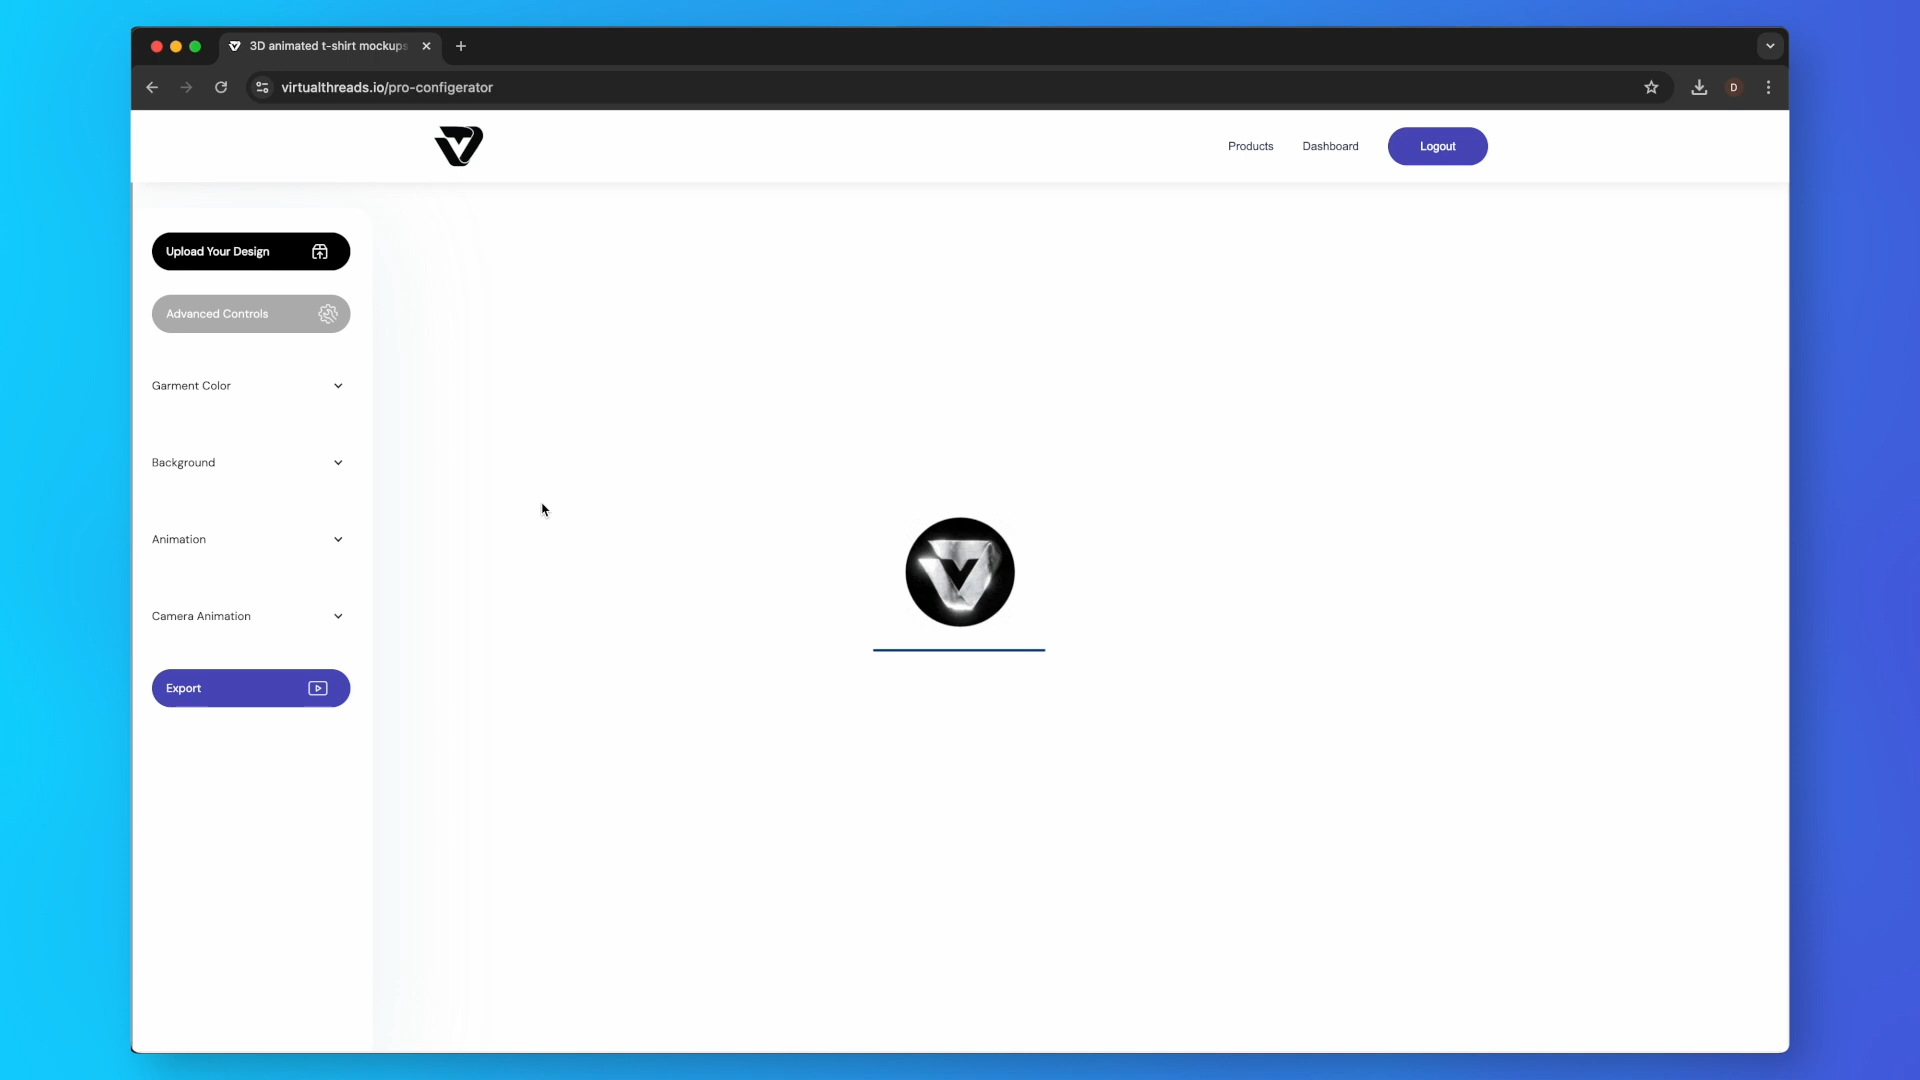 3D animated t-shirt mockups
virtualthreads.io/pro-configerator
D
Products
Dashboard
Logout
Upload Your Design
Advanced Controls
Garment Color
Background
Animation
Camera Animation
Export